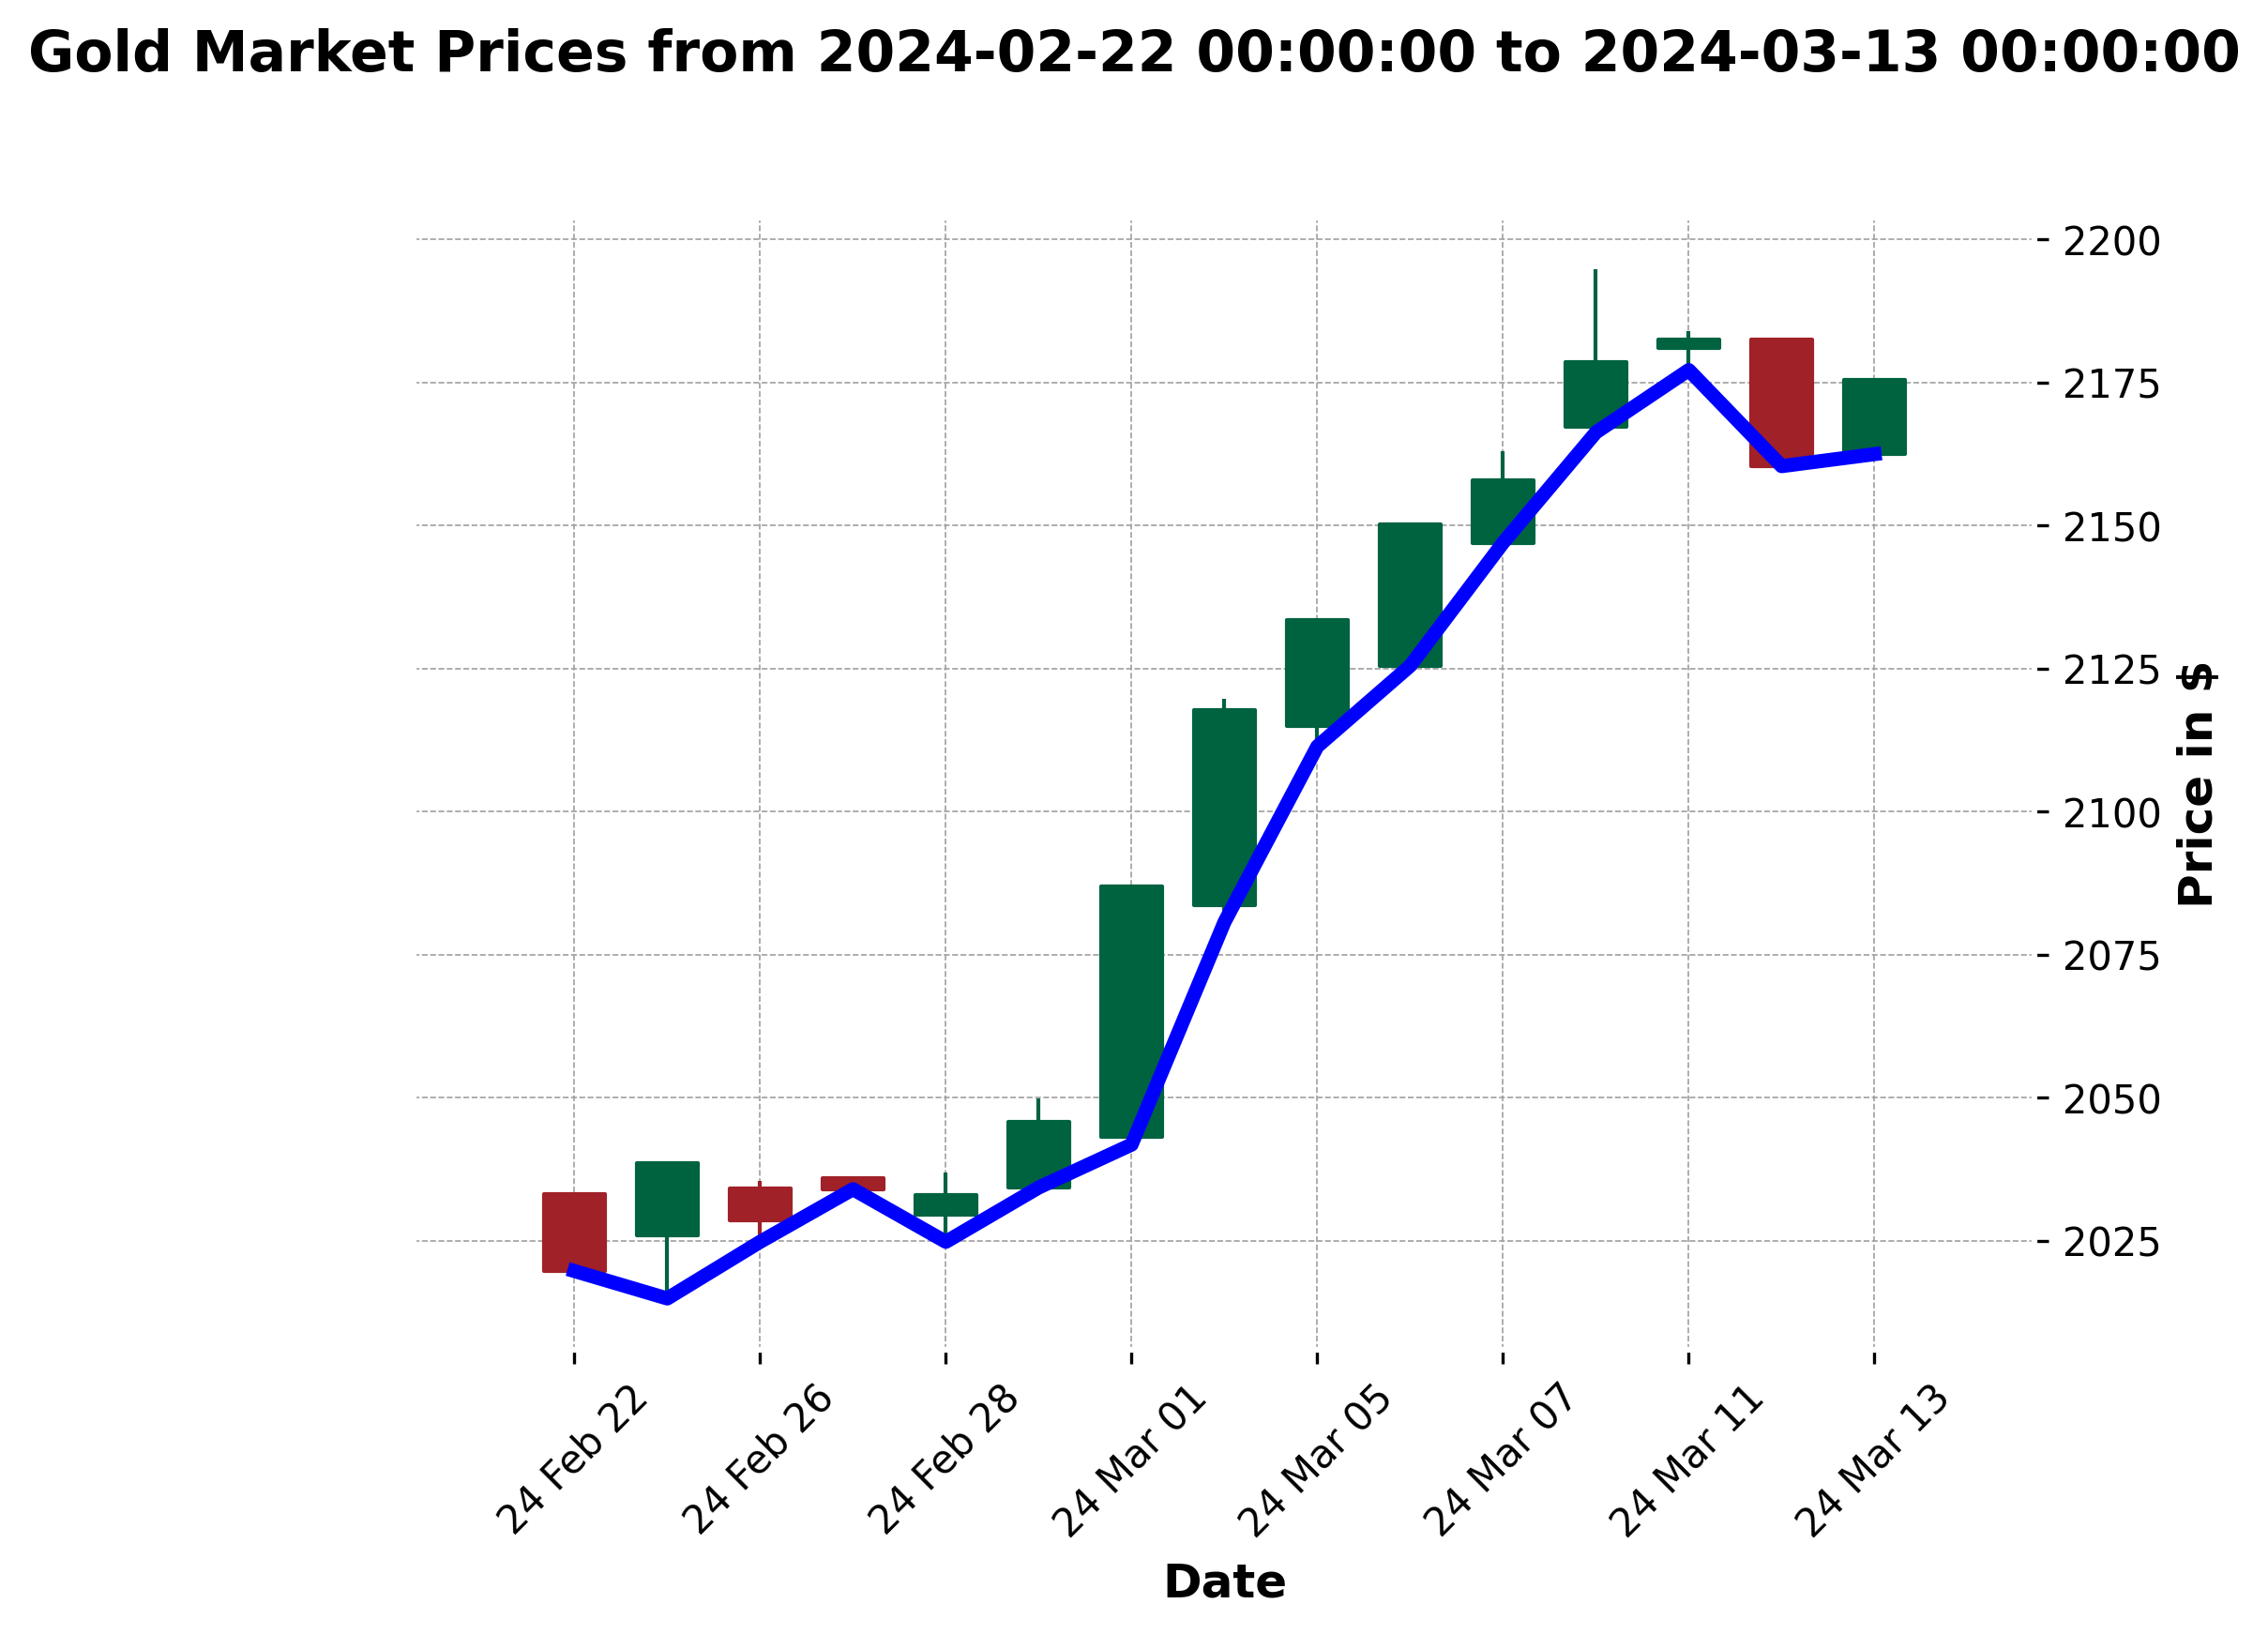 Gold Market Prices from 2024-02-22 00:00:00 to 2024-03-13 00:00:00
2200
2175
2150
2125
2100
2075
2050
2025
Price in $
24 Feb 22
24 Feb 26
24 Feb 28
24 Mar 01
24 Mar 05
24 Mar 07
24 Mar 11
24 Mar 13
Date